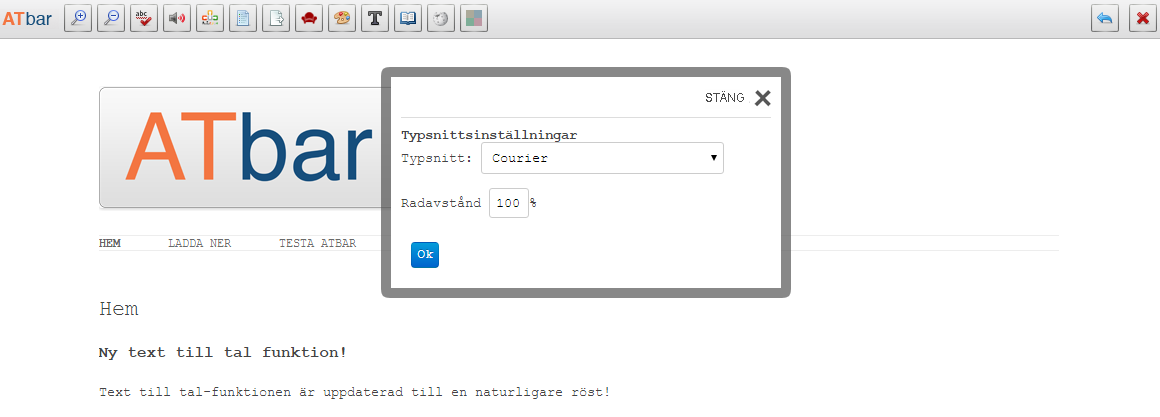 ATbar
abc
T
ATbar
STÄNG
Typsnittsinställningar
Typsnitt: Courier
Radavstånd 100%
Ok
HEM LADDA NER TESTA ATBAR
Hem
Ny text till tal funktion!
Text till tal-funktionen är uppdaterad till en naturligare röst!